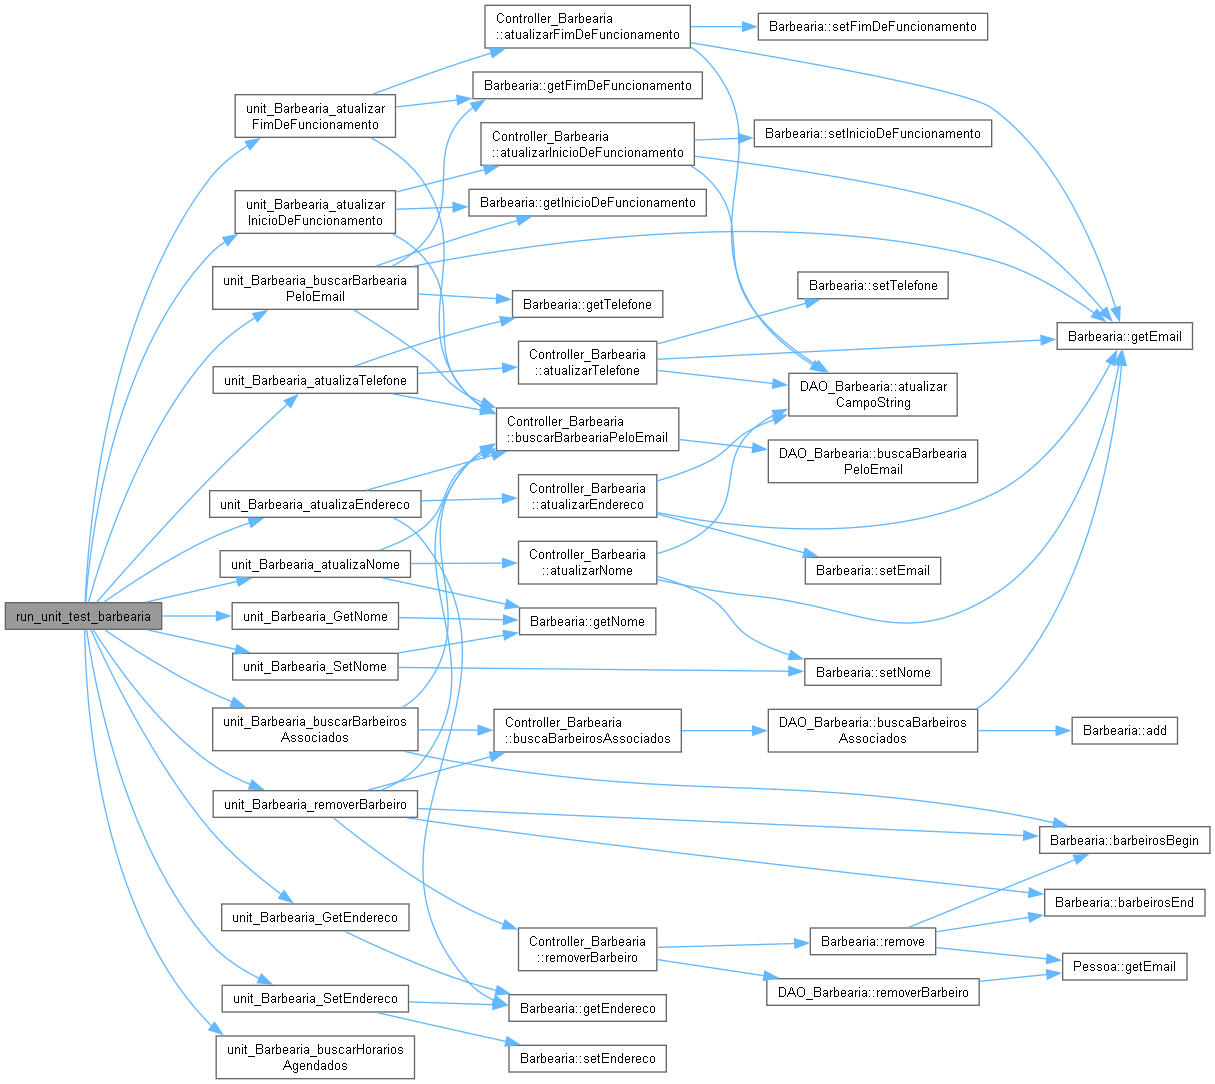 Controller_Barbearia
::atualizarFimDeFuncionamento
Barbearia::setFimDeFuncionamento
Barbearia::getFimDeFuncionamento
unit_Barbearia_atualizar
FimDeFuncionamento
Controller_Barbearia
::atualizarInicioDeFuncionamento
Barbearia::setInicioDeFuncionamento
unit_Barbearia_atualizar
InicioDeFuncionamento
Barbearia::getInicioDeFuncionamento
unit_Barbearia_buscarBarbearia
PeloEmail
Barbearia::getTelefone
Barbearia::setTelefone
Barbearia::getEmail
unit_Barbearia_atualizaTelefone
Controller_Barbearia
::atualizarTelefone
DAO_Barbearia::atualizar
CampoString
Controller_Barbearia
::buscarBarbeariaPeloEmail
DAO_Barbearia::buscaBarbearia
PeloEmail
unit_Barbearia_atualizaEndereco
Controller_Barbearia
::atualizarEndereco
unit_Barbearia_atualizaNome
Controller_Barbearia
::atualizarNome
Barbearia::setEmail
run_unit_test_barbearia
unit_Barbearia_GetNome
Barbearia::getNome
unit_Barbearia_SetNome
Barbearia::setNome
unit_Barbearia_buscarBarbeiros
Associados
Controller_Barbearia
::buscaBarbeirosAssociados
DAO_Barbearia::buscaBarbeiros
Associados
Barbearia::add
unit_Barbearia_removerBarbeiro
Barbearia::barbeirosBegin
unit_Barbearia_GetEndereco
Barbearia::barbeirosEnd
Controller_Barbearia
::removerBarbeiro
Barbearia::remove
Pessoa::getEmail
DAO_Barbearia::removerBarbeiro
unit_Barbearia_SetEndereco
Barbearia::getEndereco
unit_Barbearia_buscarHorarios
Agendados
Barbearia::setEndereco